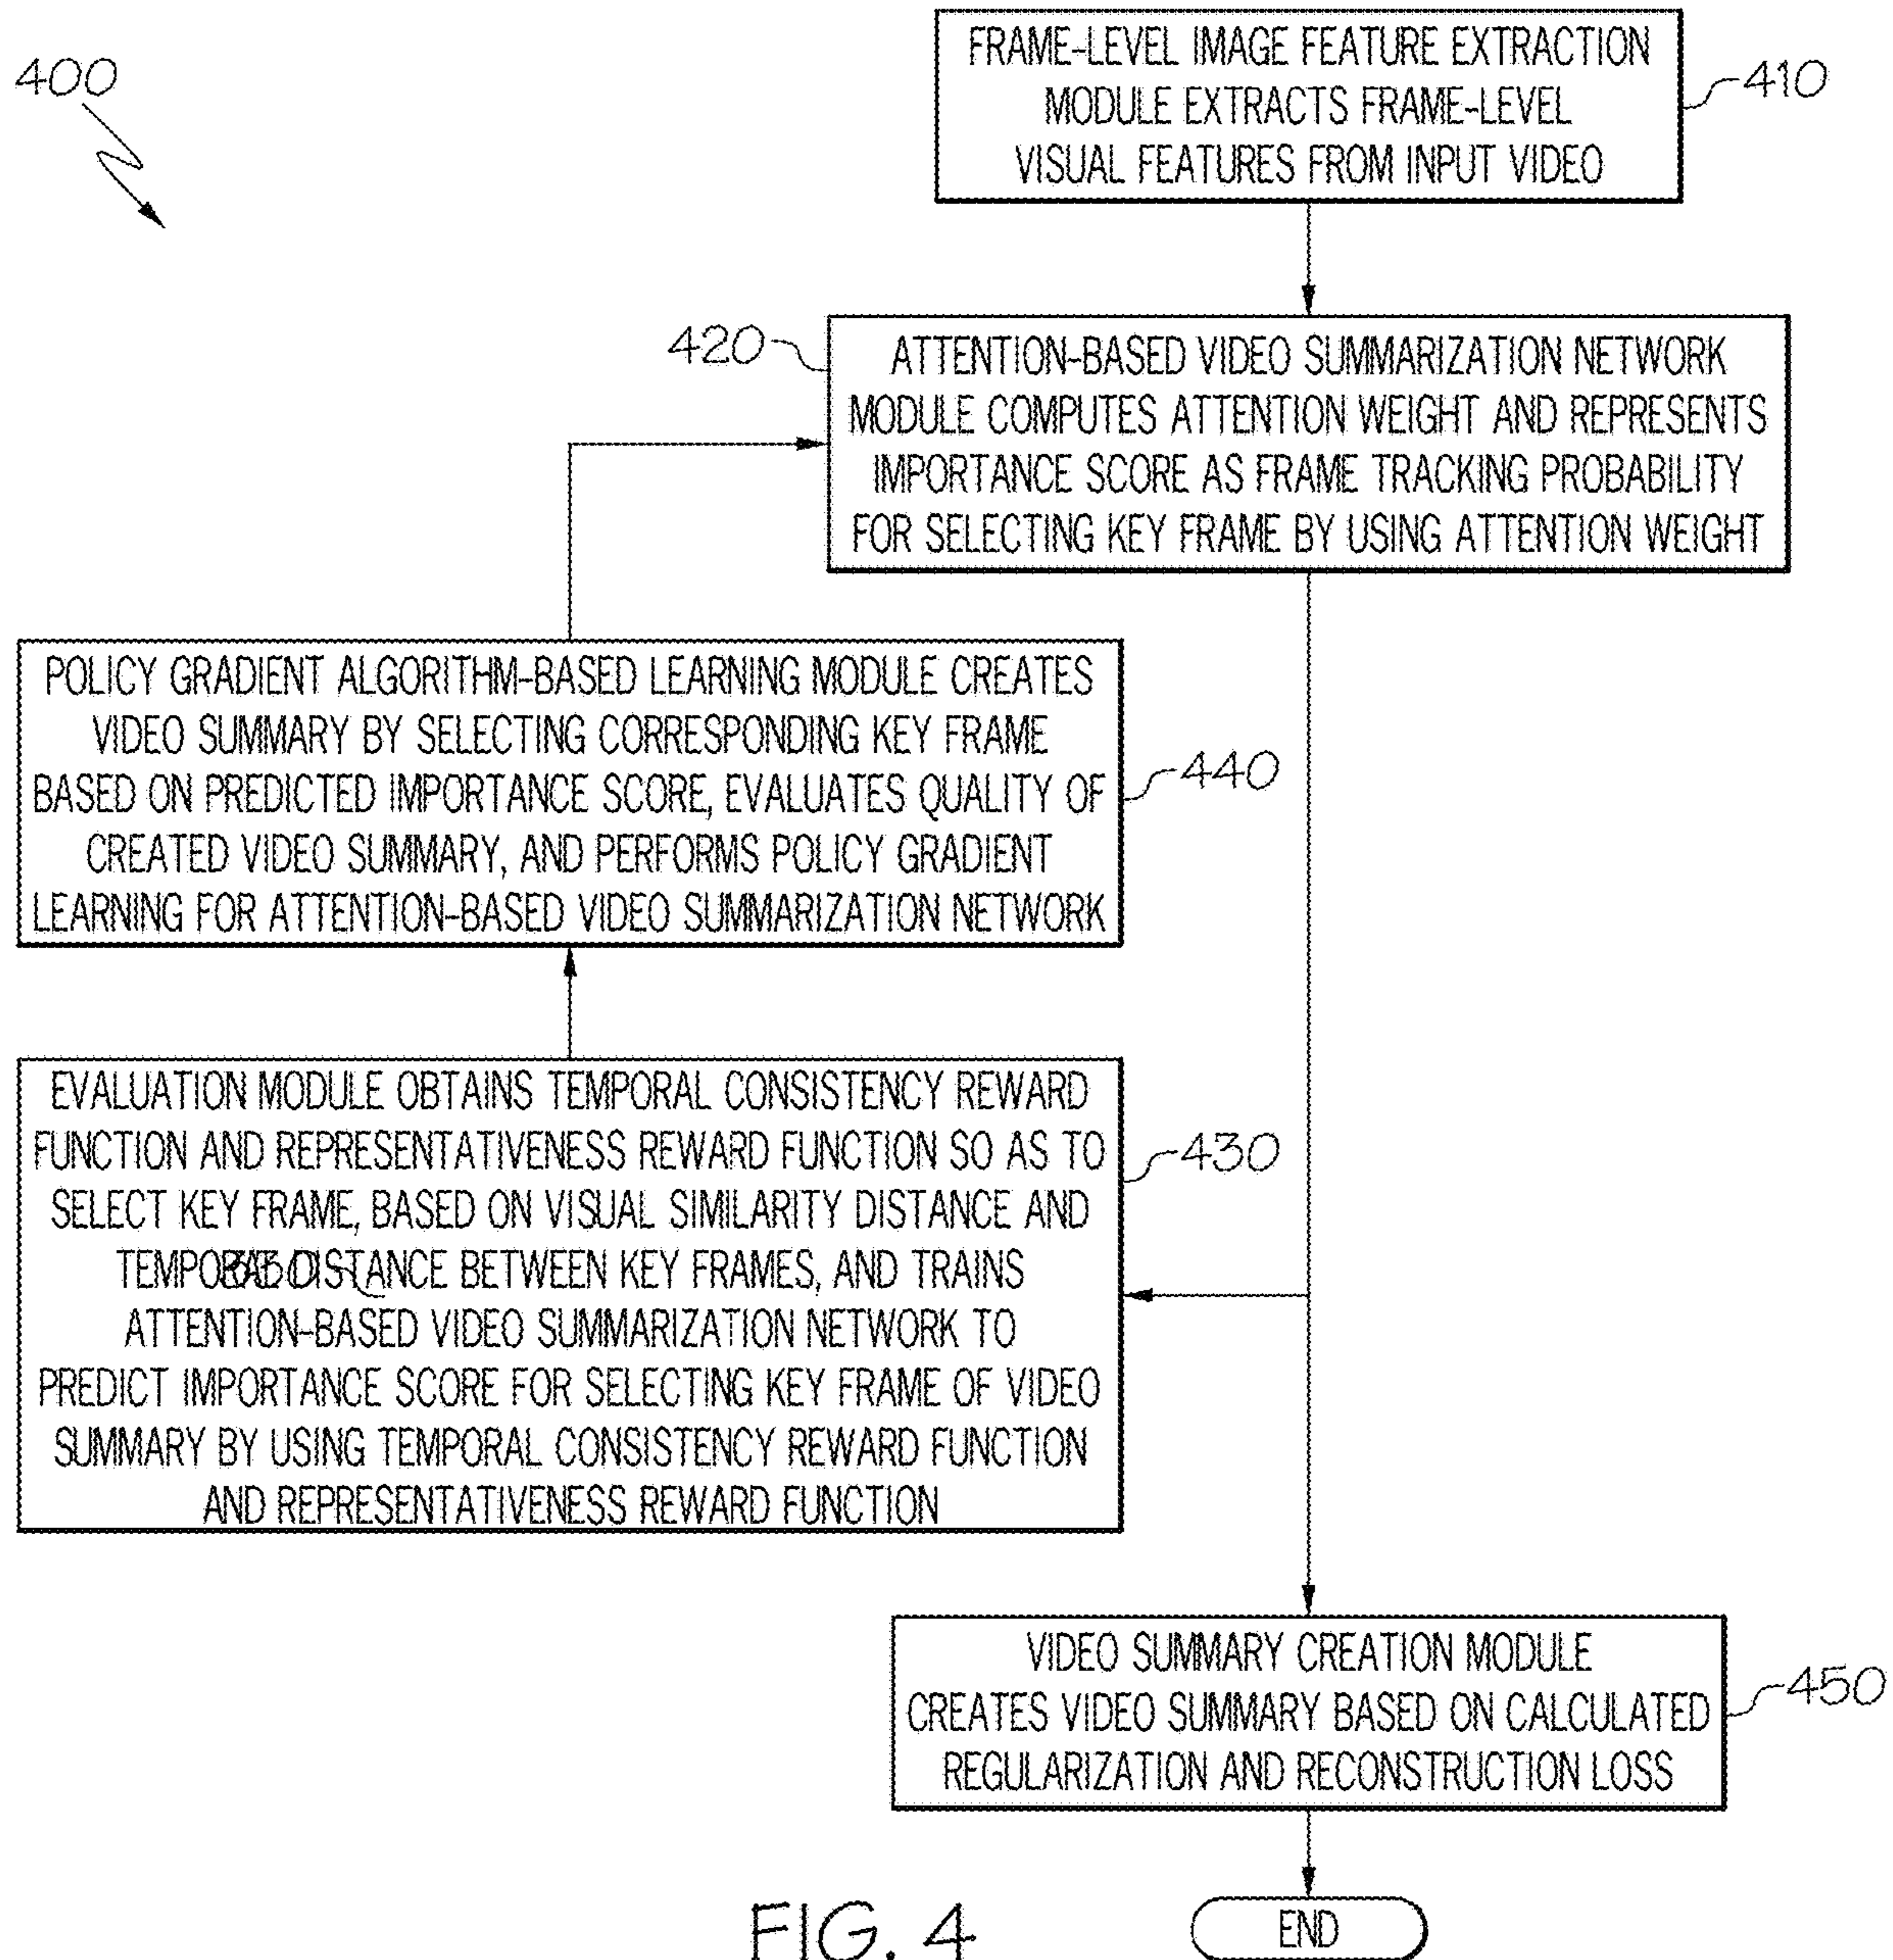 400
FRAME-LEVEL IMAGE FEATURE EXTRACTION
MODULE EXTRACTS FRAME-LEVEL
VISUAL FEATURES FROM INPUT VIDEO
410
420
ATTENTION-BASED VIDEO SUMMARIZATION NETWORK
MODULE COMPUTES ATTENTION WEIGHT AND REPRESENTS
IMPORTANCE SCORE AS FRAME TRACKING PROBABILITY
FOR SELECTING KEY FRAME BY USING ATTENTION WEIGHT
POLICY GRADIENT ALGORITHM-BASED LEARNING MODULE CREATES
VIDEO SUMMARY BY SELECTING CORRESPONDING KEY FRAME
BASED ON PREDICTED IMPORTANCE SCORE, EVALUATES QUALITY OF
CREATED VIDEO SUMMARY, AND PERFORMS POLICY GRADIENT
LEARNING FOR ATTENTION-BASED VIDEO SUMMARIZATION NETWORK
440
EVALUATION MODULE OBTAINS TEMPORAL CONSISTENCY REWARD
FUNCTION AND REPRESENTATIVENESS REWARD FUNCTION SO AS TO
SELECT KEY FRAME, BASED ON VISUAL SIMILARITY DISTANCE AND
TEMPORAL DISTANCE BETWEEN KEY FRAMES, AND TRAINS
ATTENTION-BASED VIDEO SUMMARIZATION NETWORK TO
PREDICT IMPORTANCE SCORE FOR SELECTING KEY FRAME OF VIDEO
SUMMARY BY USING TEMPORAL CONSISTENCY REWARD FUNCTION
AND REPRESENTATIVENESS REWARD FUNCTION
430
VIDEO SUMMARY CREATION MODULE
CREATES VIDEO SUMMARY BASED ON CALCULATED
REGULARIZATION AND RECONSTRUCTION LOSS
450
END
FIG. 4